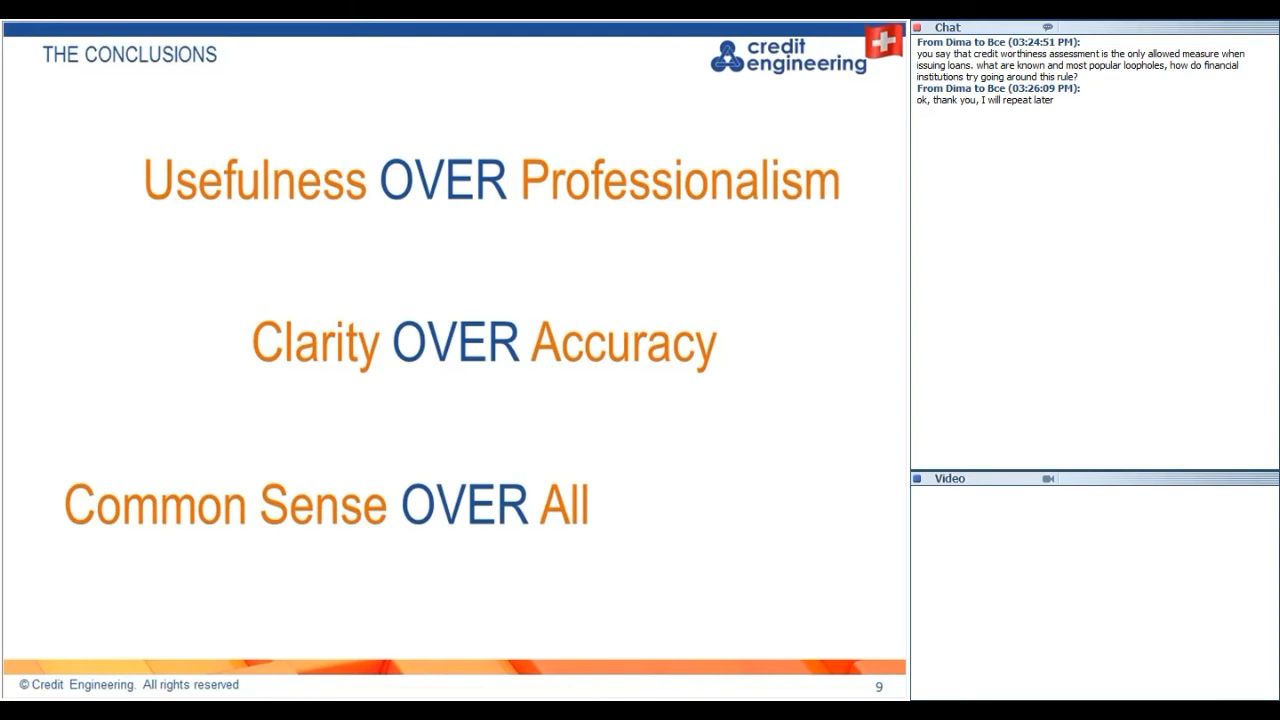 THE CONCLUSIONS
credit
engineering
Usefulness OVER Professionalism
Clarity OVER Accuracy
Common Sense OVER All
© Credit Engineering. All rights reserved
9
Chat
From Dima to Все (03:24:51 PM):
you say that credit worthiness assessment is the only allowed measure when
issuing loans. what are known and most popular loopholes, how do financial
institutions try going around this rule?
From Dima to Все (03:26:09 PM):
ok, thank you, I will repeat later
Video